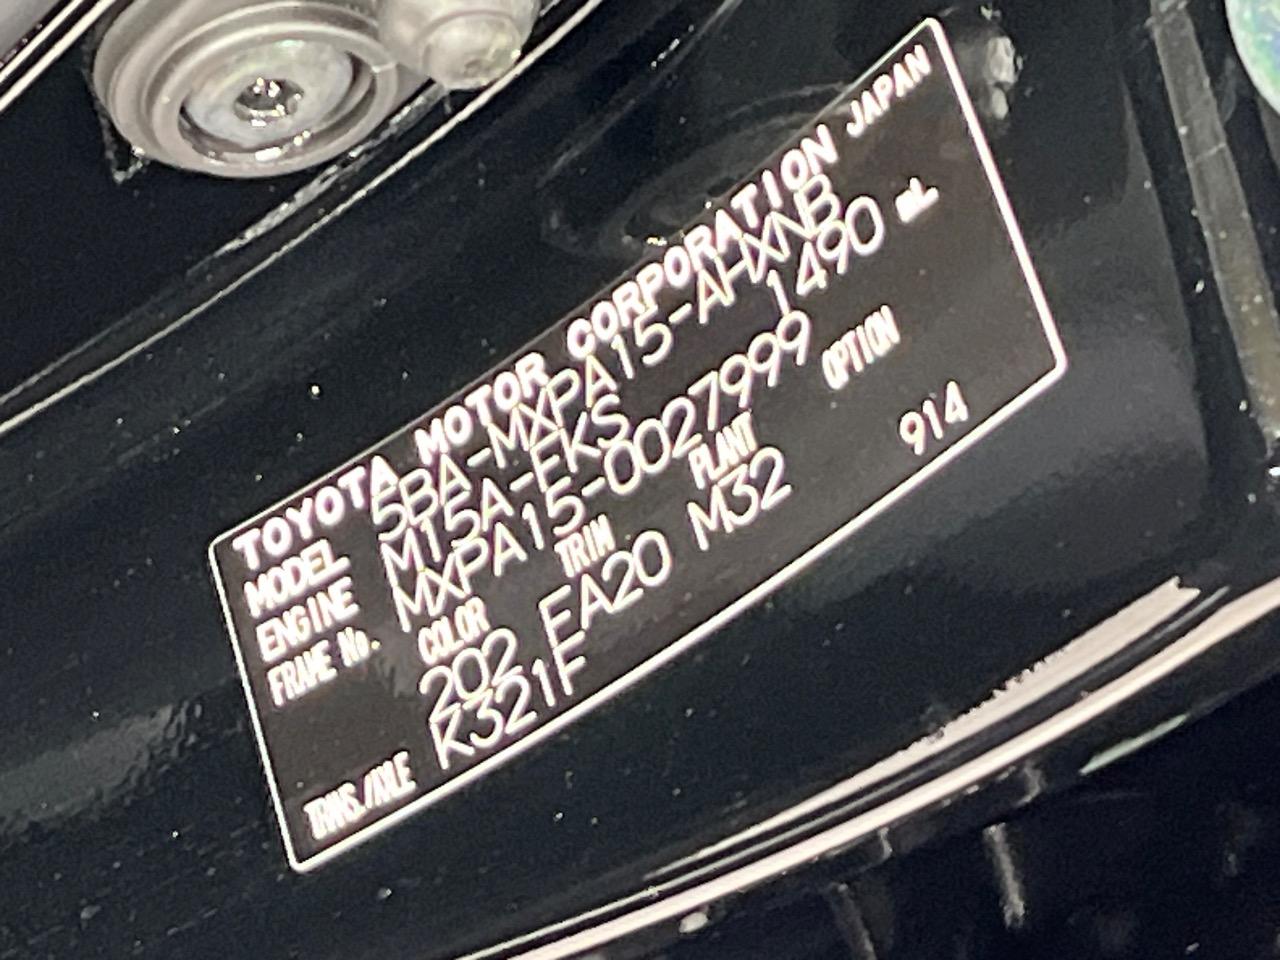 TOYOTA MOTOR CORPORATION JAPAN
MODEL 5BA-MXPA15-AHXNB
ENGINE M15A-FKS 1490 mL
FRAME No. MXPA15-0027999
COLOR TRIM PLANT OPTION
202 FA20 M32 914
TRANS./AXLE K321F